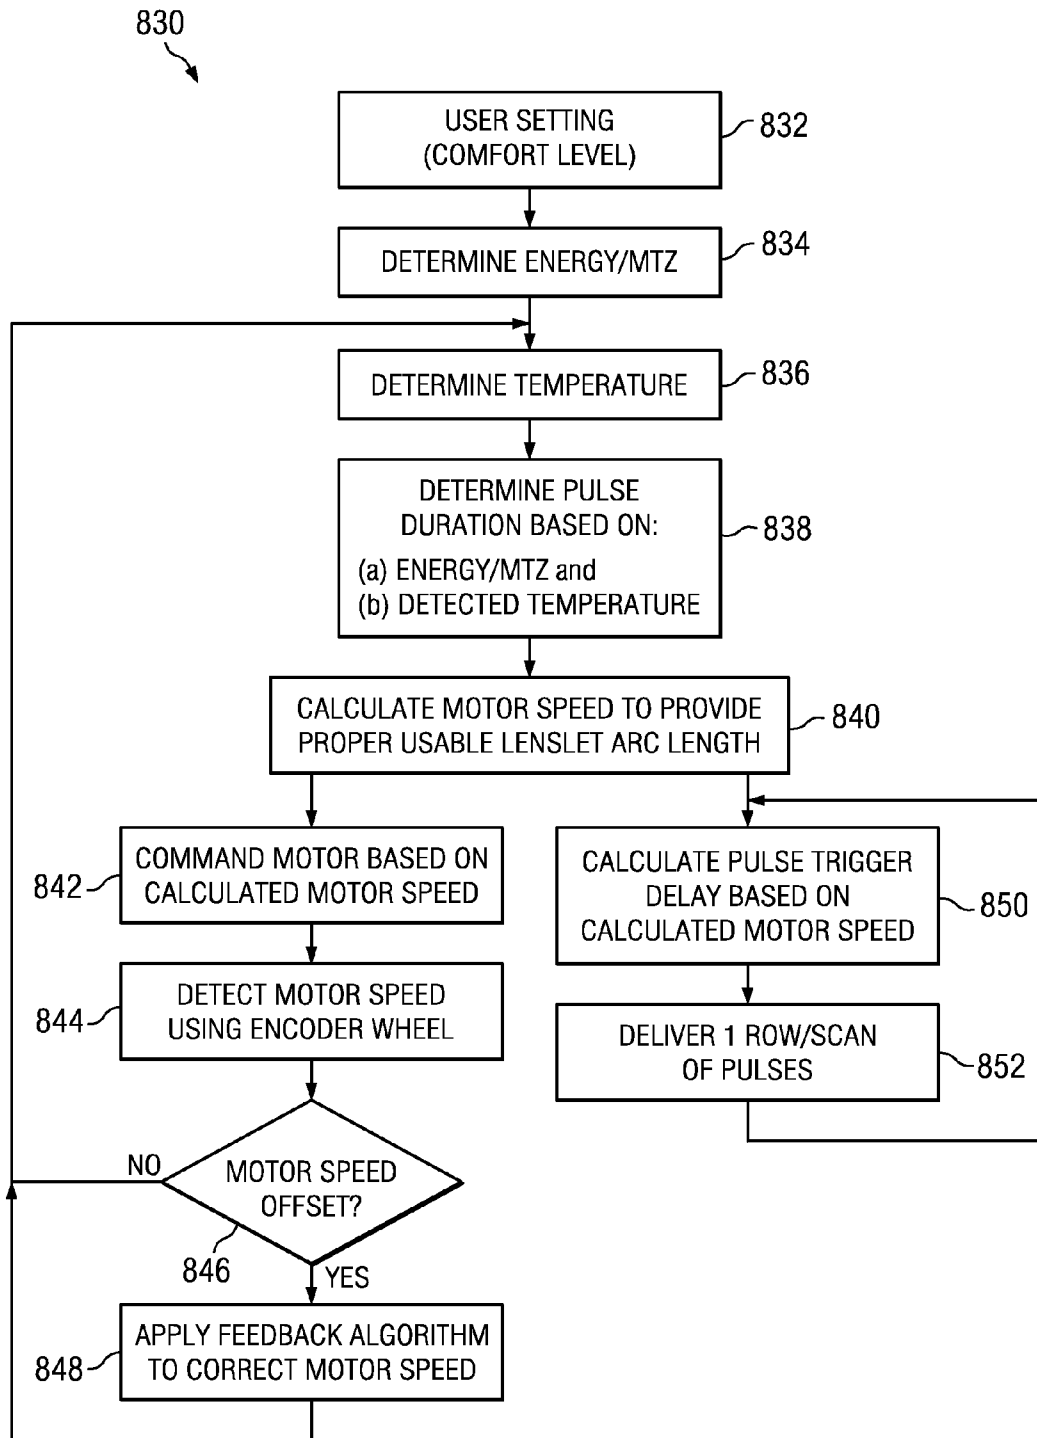 830
USER SETTING
(COMFORT LEVEL)
832
DETERMINE ENERGY/MTZ
834
DETERMINE TEMPERATURE
836
DETERMINE PULSE
DURATION BASED ON:
(a) ENERGY/MTZ and
(b) DETECTED TEMPERATURE
838
CALCULATE MOTOR SPEED TO PROVIDE
PROPER USABLE LENSLET ARC LENGTH
840
COMMAND MOTOR BASED ON
CALCULATED MOTOR SPEED
842
CALCULATE PULSE TRIGGER
DELAY BASED ON
CALCULATED MOTOR SPEED
850
DETECT MOTOR SPEED
USING ENCODER WHEEL
844
DELIVER 1 ROW/SCAN
OF PULSES
852
NO
MOTOR SPEED
OFFSET?
846
YES
APPLY FEEDBACK ALGORITHM
TO CORRECT MOTOR SPEED
848